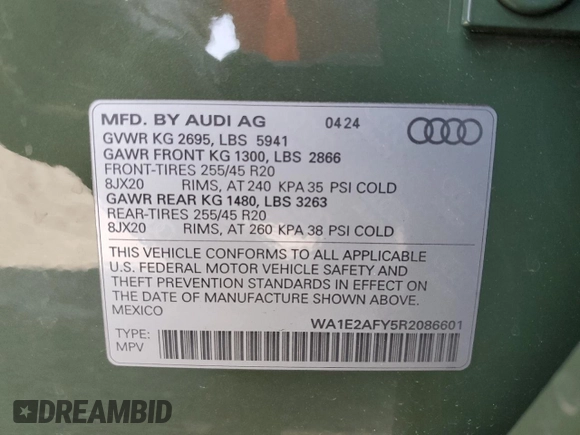 MFD. BY AUDI AG 04 24
GVWR KG 2695, LBS 5941
GAWR FRONT KG 1300, LBS 2866
FRONT-TIRES 255/45 R20
8JX20 RIMS, AT 240 KPA 35 PSI COLD
GAWR REAR KG 1480, LBS 3263
REAR-TIRES 255/45 R20
8JX20 RIMS, AT 260 KPA 38 PSI COLD
THIS VEHICLE CONFORMS TO ALL APPLICABLE
U.S. FEDERAL MOTOR VEHICLE SAFETY AND
THEFT PREVENTION STANDARDS IN EFFECT ON
THE DATE OF MANUFACTURE SHOWN ABOVE.
MEXICO
WA1E2AFY5R2086601
TYPE:
MPV
DREAMBID